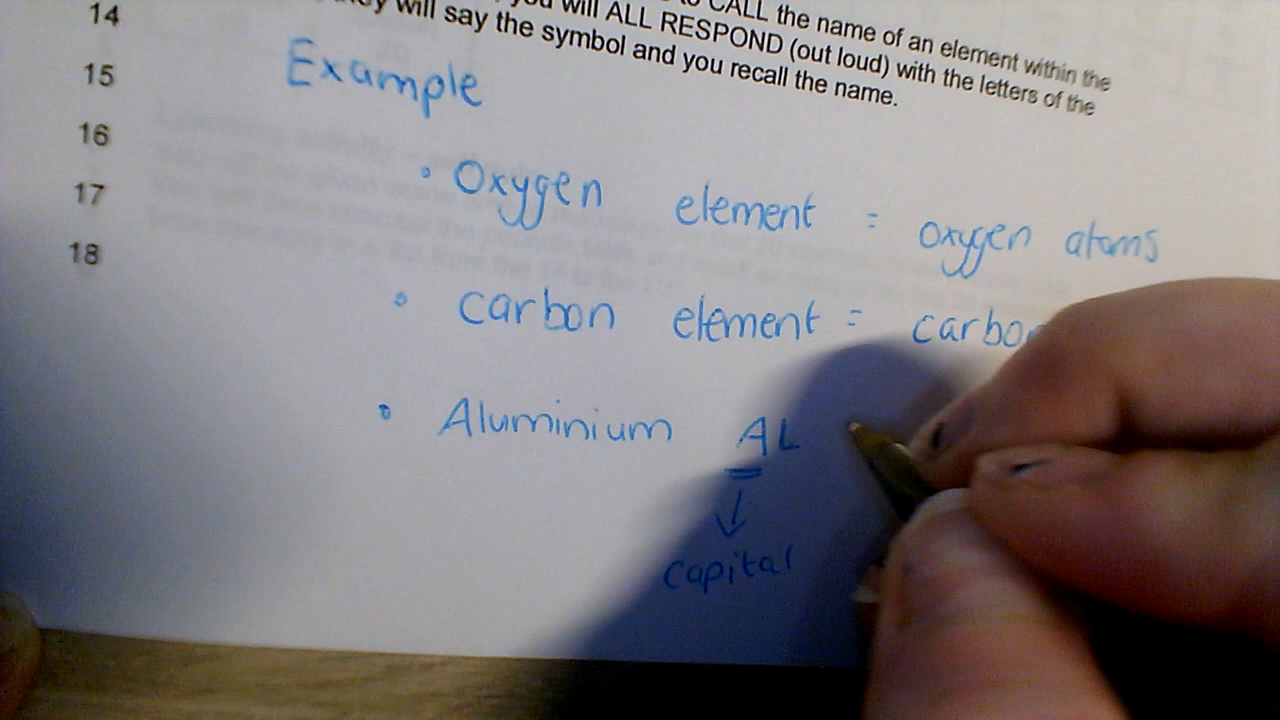 14
CALL the name of an element within the
will ALL RESPOND (out loud) with the letters of the
will say the symbol and you recall the name.
15
Example
16
• Oxygen element = oxygen atoms
17
18
• carbon element = carbo
• Aluminium AL
capital